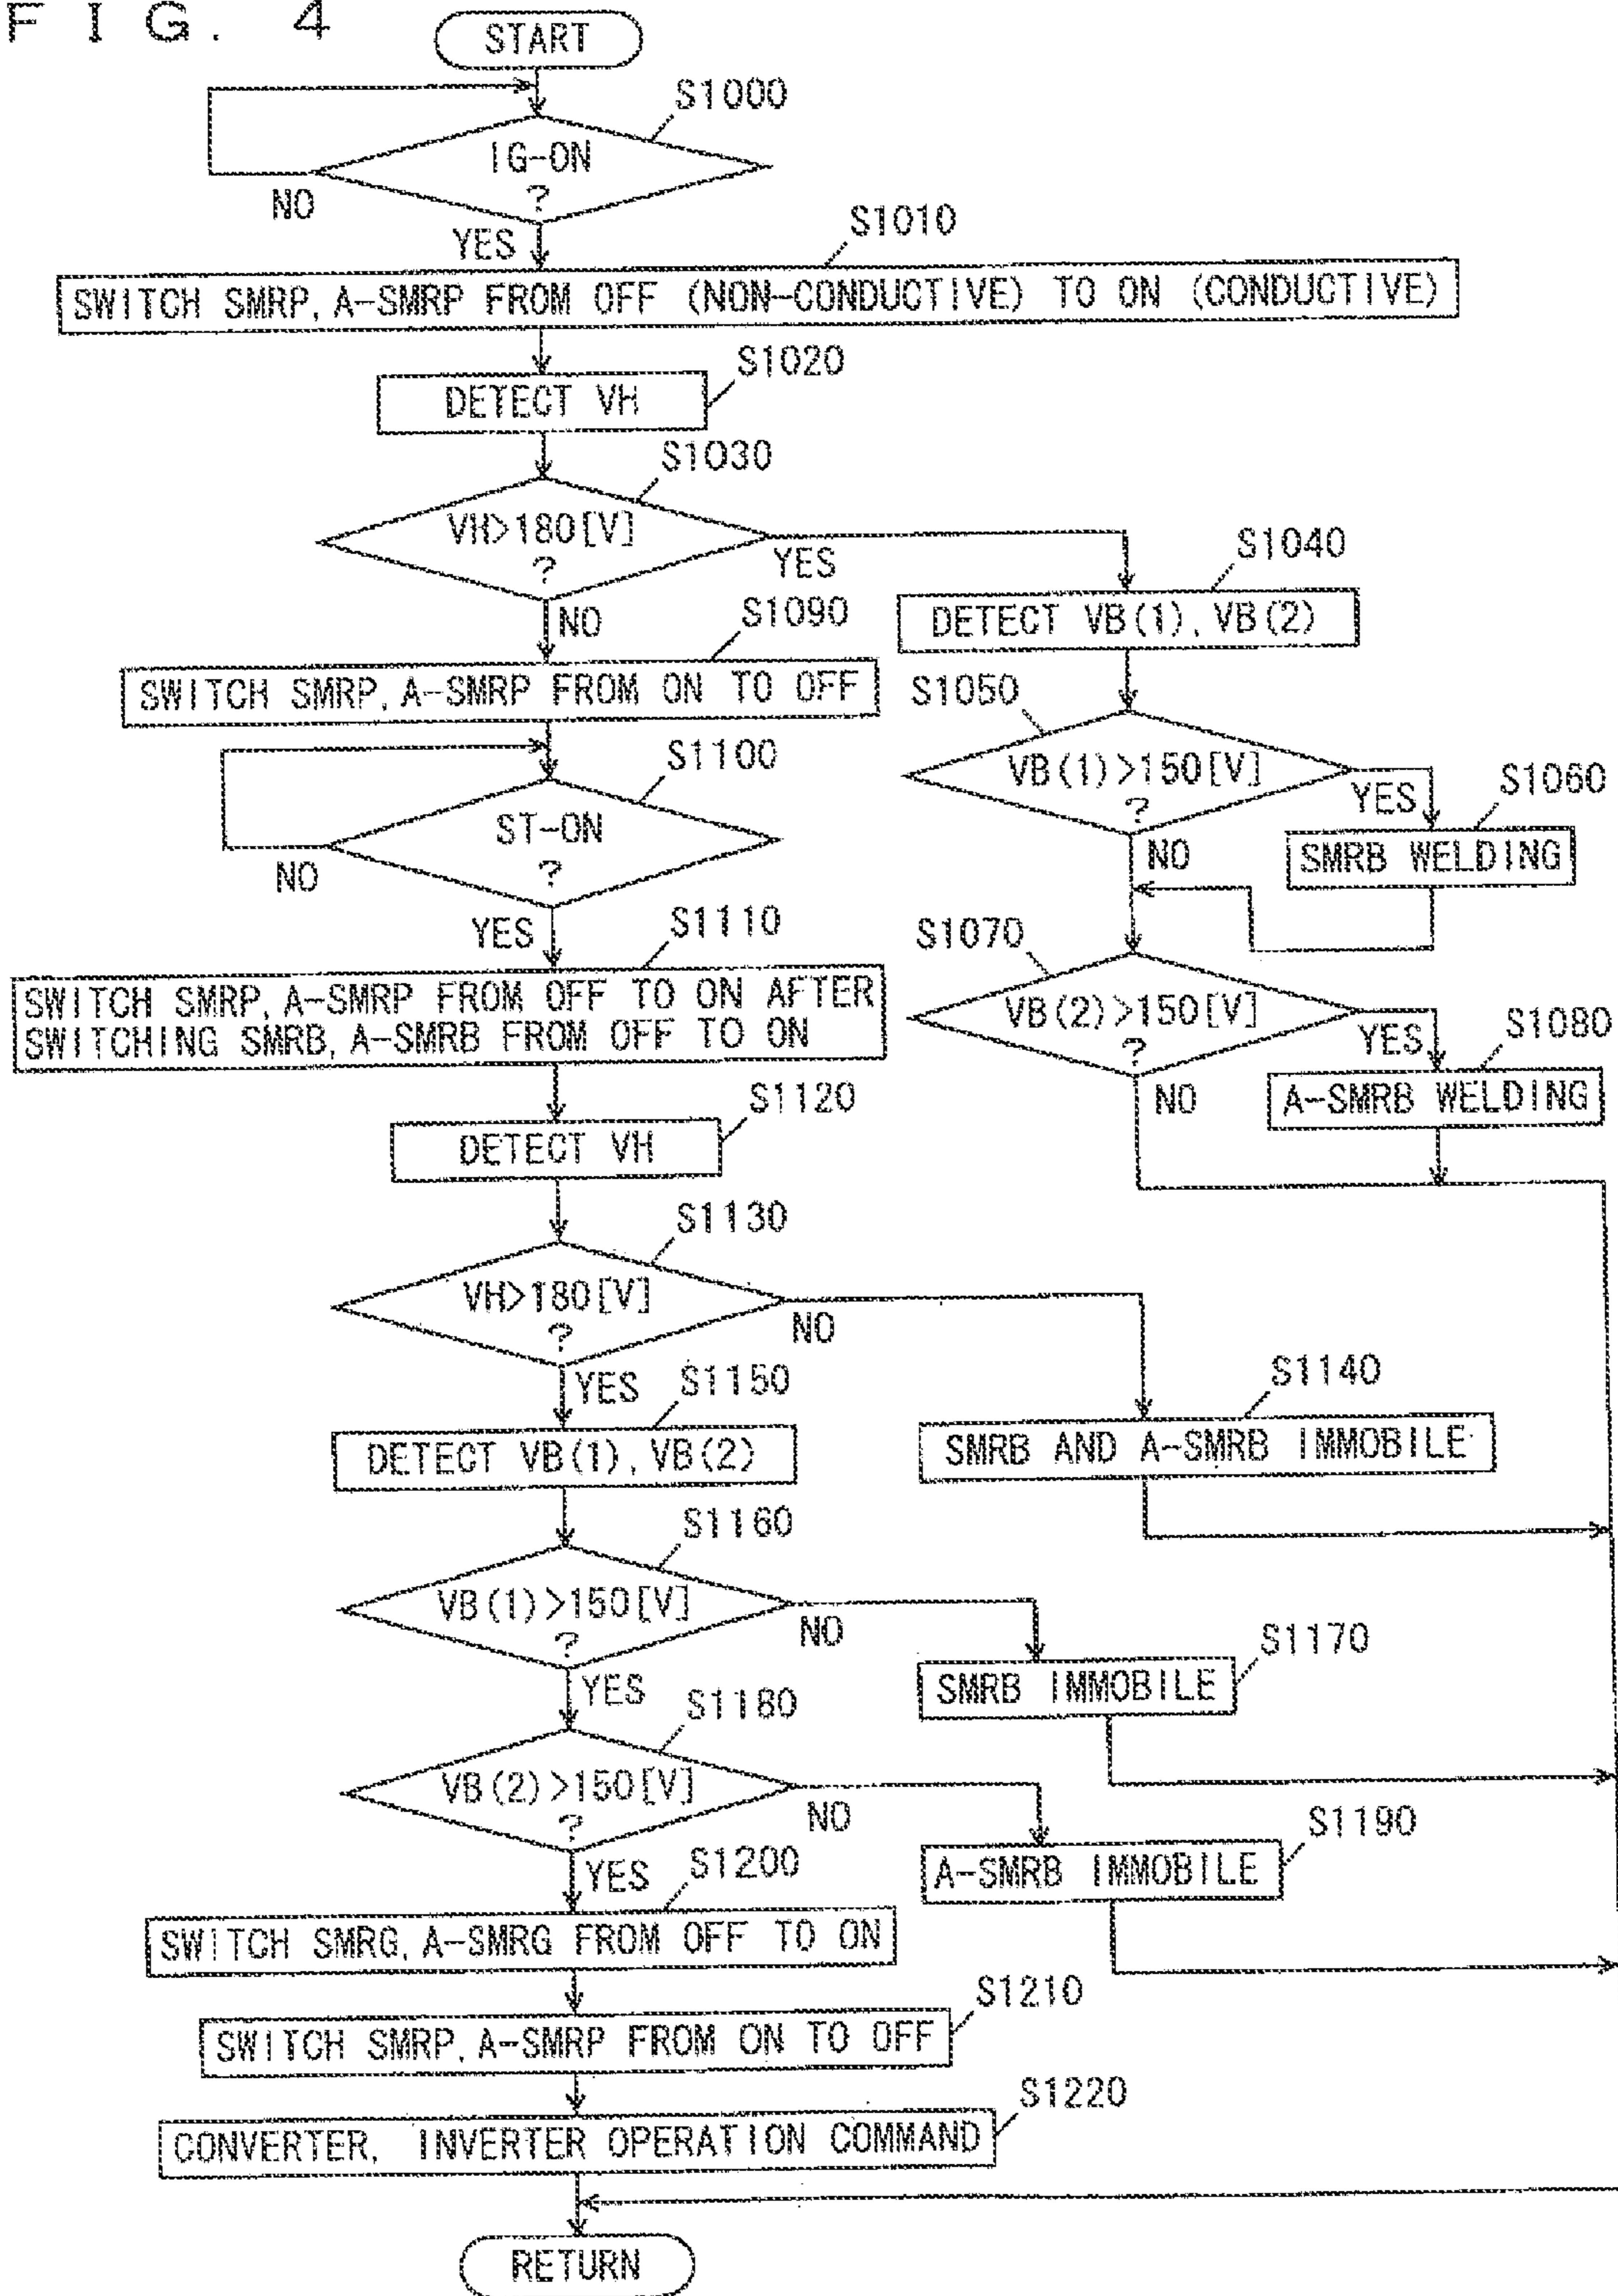 FIG. 4
START
S1000
IG-ON
?
NO
YES
S1010
SWITCH SMRP, A-SMRP FROM OFF (NON-CONDUCTIVE) TO ON (CONDUCTIVE)
S1020
DETECT VH
S1030
VH>180[V]
?
YES
NO
S1040
DETECT VB(1), VB(2)
S1090
SWITCH SMRP, A-SMRP FROM ON TO OFF
S1050
VB(1)>150[V]
?
YES
NO
S1060
SMRB WELDING
S1100
ST-ON
?
NO
YES
S1070
VB(2)>150[V]
?
YES
NO
S1080
A-SMRB WELDING
S1110
SWITCH SMRP, A-SMRP FROM OFF TO ON AFTER
SWITCHING SMRB, A-SMRB FROM OFF TO ON
S1120
DETECT VH
S1130
VH>180[V]
?
NO
YES
S1140
SMRB AND A-SMRB IMMOBILE
S1150
DETECT VB(1), VB(2)
S1160
VB(1)>150[V]
?
NO
YES
S1170
SMRB IMMOBILE
S1180
VB(2)>150[V]
?
NO
YES
S1190
A-SMRB IMMOBILE
S1200
SWITCH SMRG, A-SMRG FROM OFF TO ON
S1210
SWITCH SMRP, A-SMRP FROM ON TO OFF
S1220
CONVERTER, INVERTER OPERATION COMMAND
RETURN